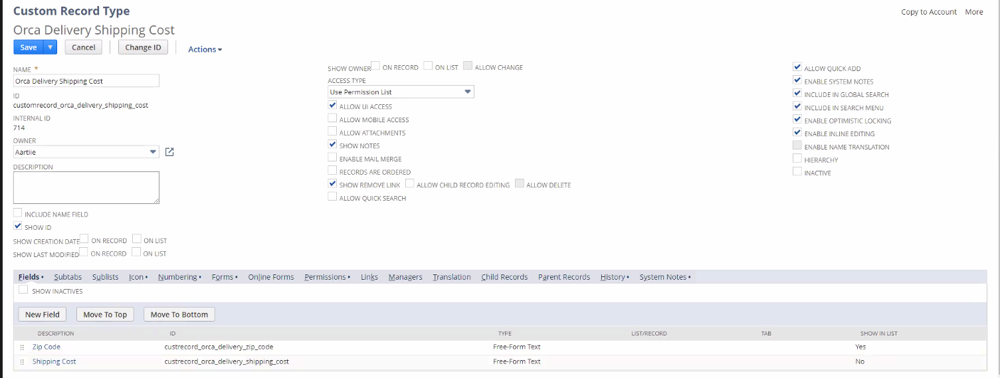 Custom Record Type
Copy to Account More
Orca Delivery Shipping Cost
Save Cancel Change ID Actions
NAME *
Orca Delivery Shipping Cost
ID
customrecord_orca_delivery_shipping_cost
INTERNAL ID
714
OWNER
Aartiie
DESCRIPTION
INCLUDE NAME FIELD
SHOW ID
SHOW CREATION DATE ON RECORD ON LIST
SHOW LAST MODIFIED ON RECORD ON LIST
SHOW OWNER ON RECORD ON LIST ALLOW CHANGE
ACCESS TYPE
Use Permission List
ALLOW UI ACCESS
ALLOW MOBILE ACCESS
ALLOW ATTACHMENTS
SHOW NOTES
ENABLE MAIL MERGE
RECORDS ARE ORDERED
SHOW REMOVE LINK ALLOW CHILD RECORD EDITING ALLOW DELETE
ALLOW QUICK SEARCH
ALLOW QUICK ADD
ENABLE SYSTEM NOTES
INCLUDE IN GLOBAL SEARCH
INCLUDE IN SEARCH MENU
ENABLE OPTIMISTIC LOCKING
ENABLE INLINE EDITING
ENABLE NAME TRANSLATION
HIERARCHY
INACTIVE
Fields • Subtabs Sublists Icon • Numbering • Forms • Online Forms Permissions • Links Managers Translation Child Records Parent Records History • System Notes •
SHOW INACTIVES
New Field Move To Top Move To Bottom
DESCRIPTION ID TYPE LIST/RECORD TAB SHOW IN LIST
Zip Code custrecord_orca_delivery_zip_code Free-Form Text Yes
Shipping Cost custrecord_orca_delivery_shipping_cost Free-Form Text No